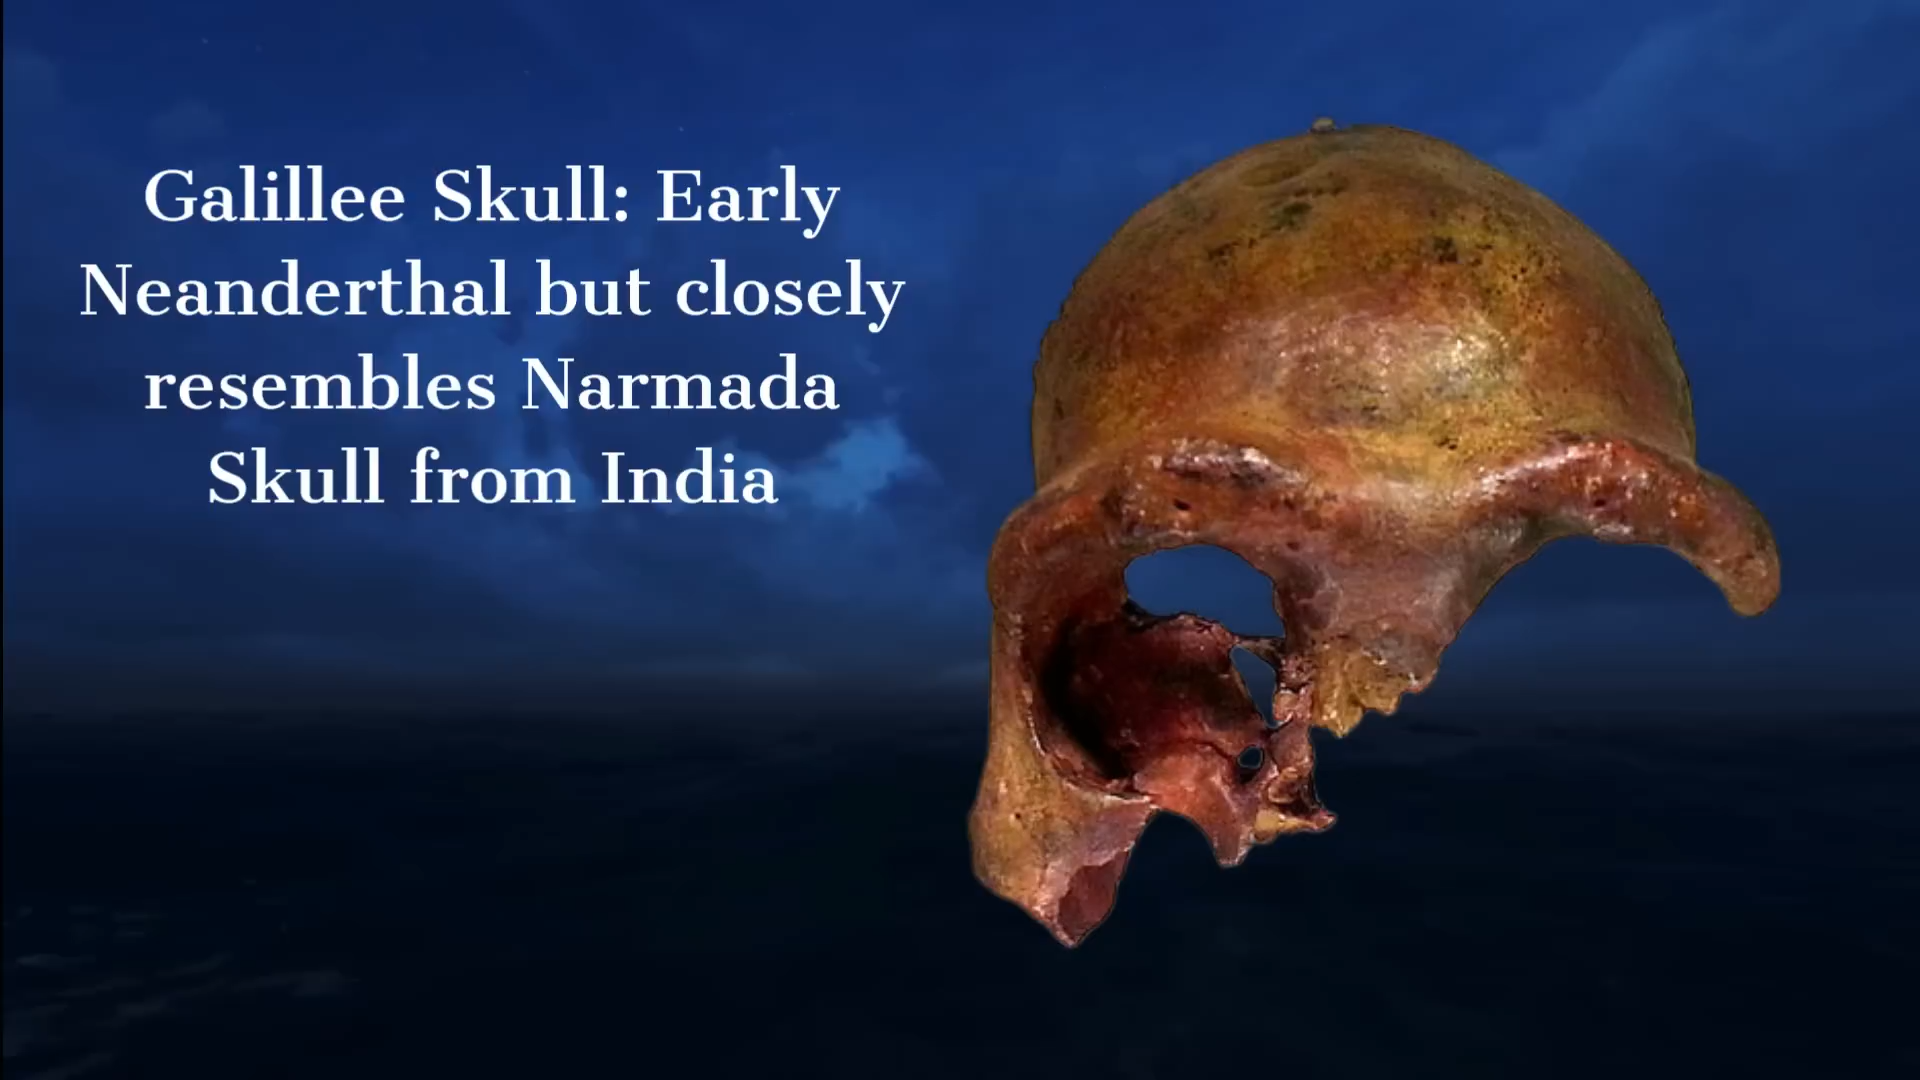 Galillee Skull: Early
Neanderthal but closely
resembles Narmada
Skull from India